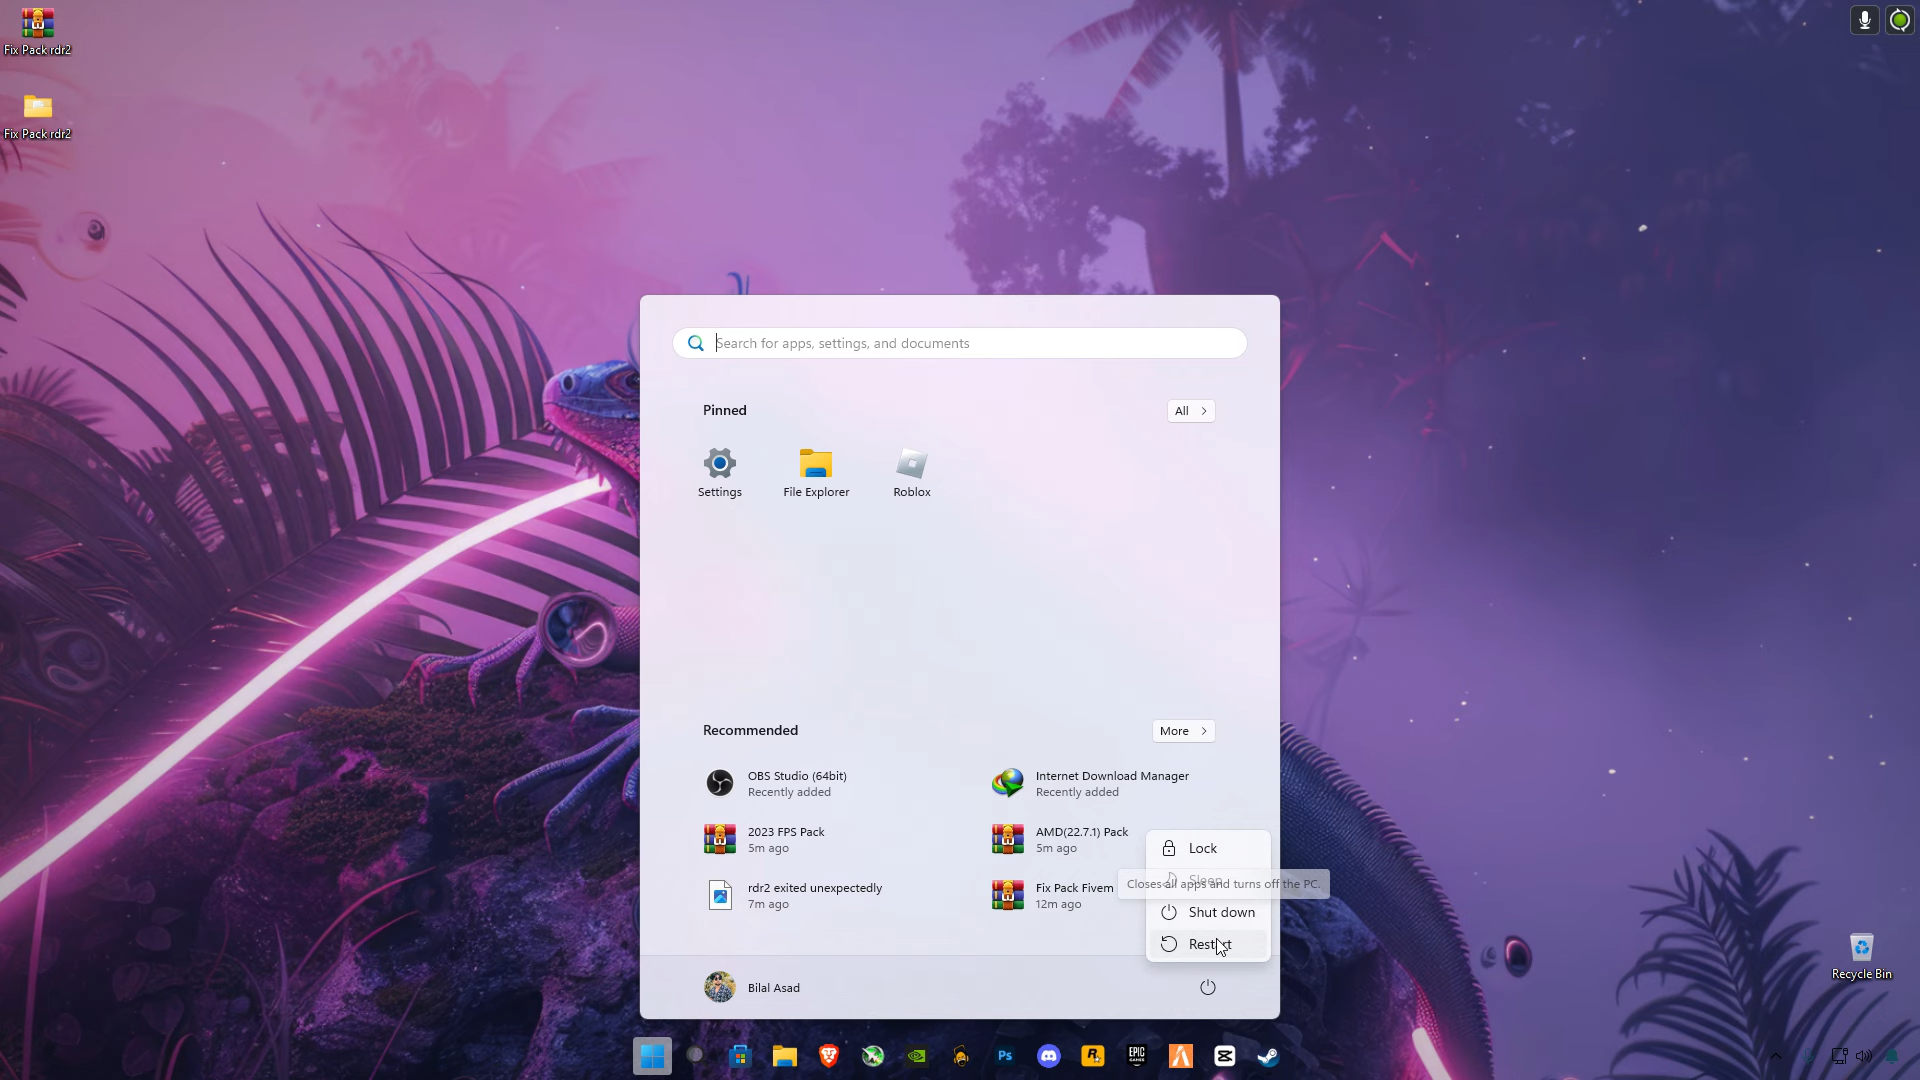 Fix Pack rdr2
Fix Pack rdr2
Search for apps, settings, and documents
Pinned
All
Settings
File Explorer
Roblox
Recommended
More
OBS Studio (64bit)
Recently added
Internet Download Manager
Recently added
2023 FPS Pack
5m ago
AMD(22.7.1) Pack
5m ago
rdr2 exited unexpectedly
7m ago
Fix Pack Fivem
12m ago
Lock
Sleep
Closes all apps and turns off the PC.
Shut down
Restart
Bilal Asad
Recycle Bin
Ps
R
EPIC
GAMES